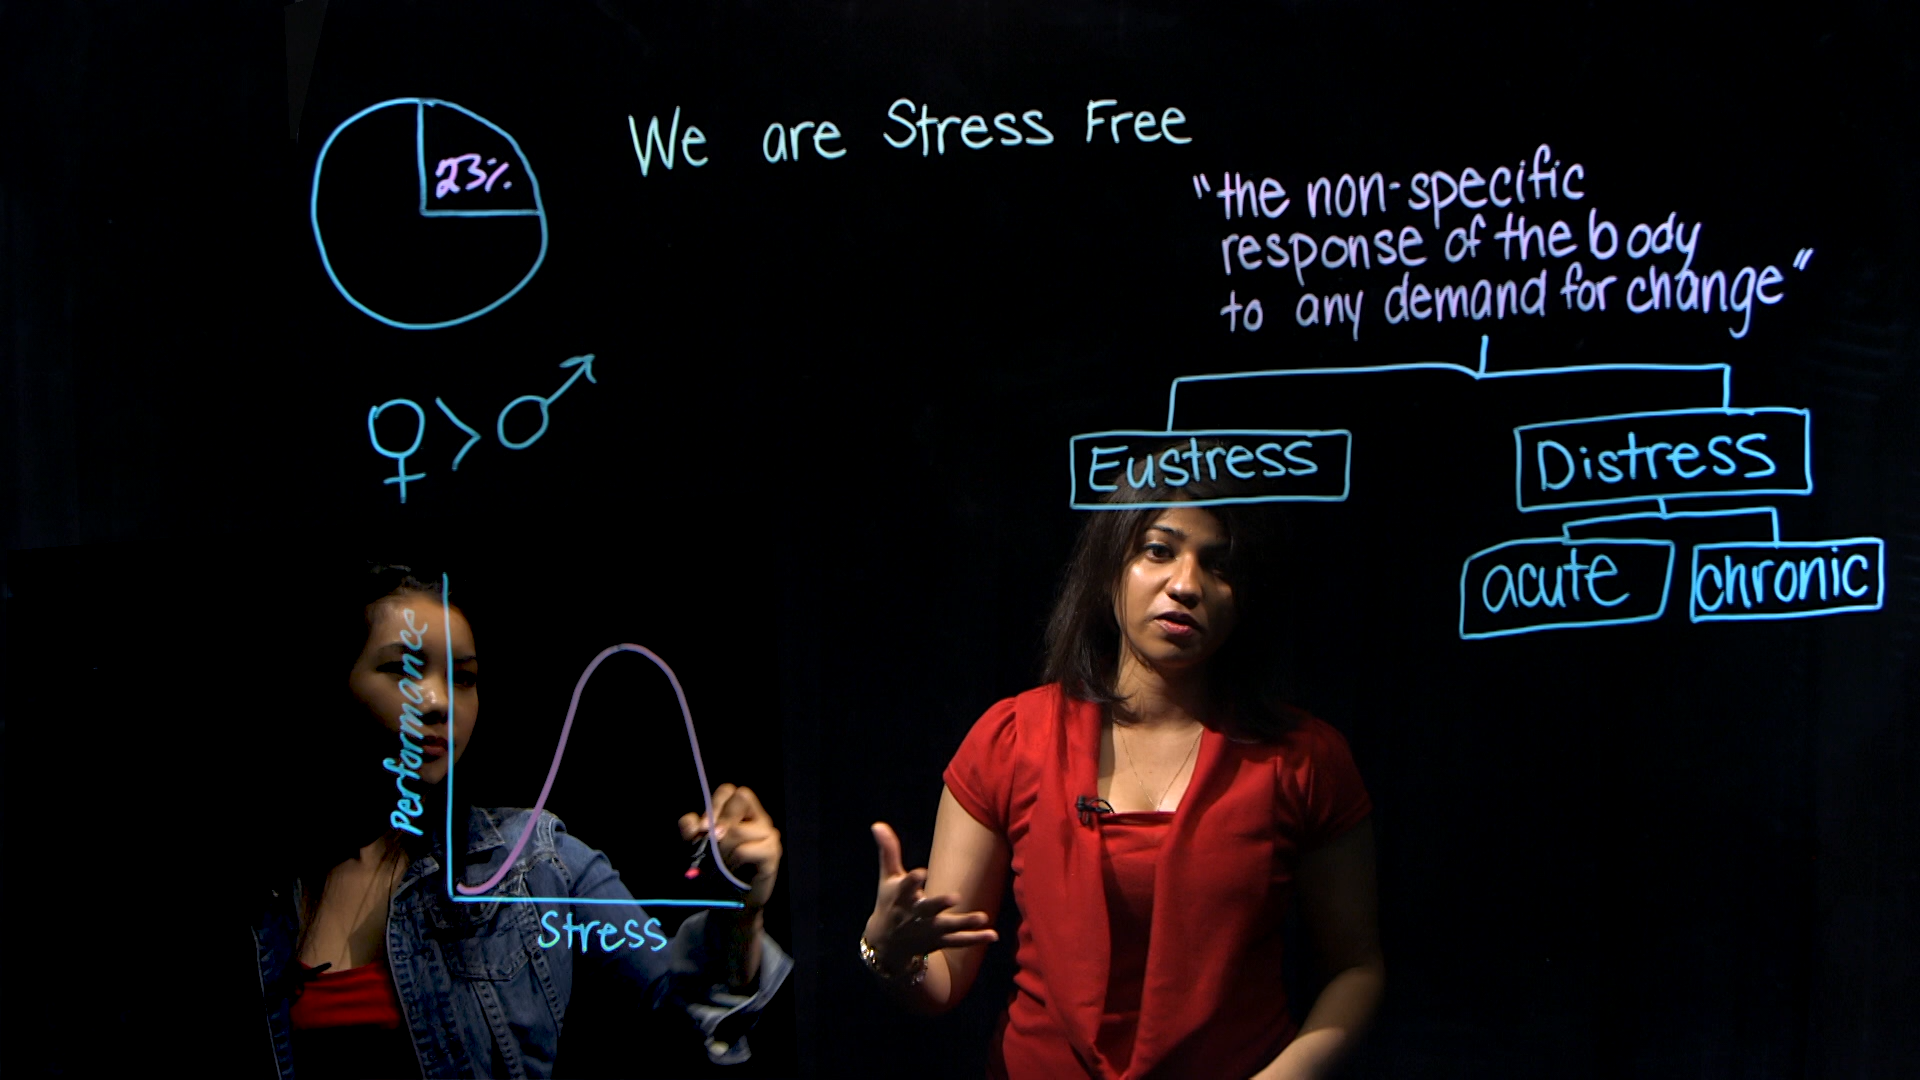 We are Stress Free
23%
"the non-specific
response of the body
to any demand for change"
Eustress
Distress
acute
chronic
Performance
Stress